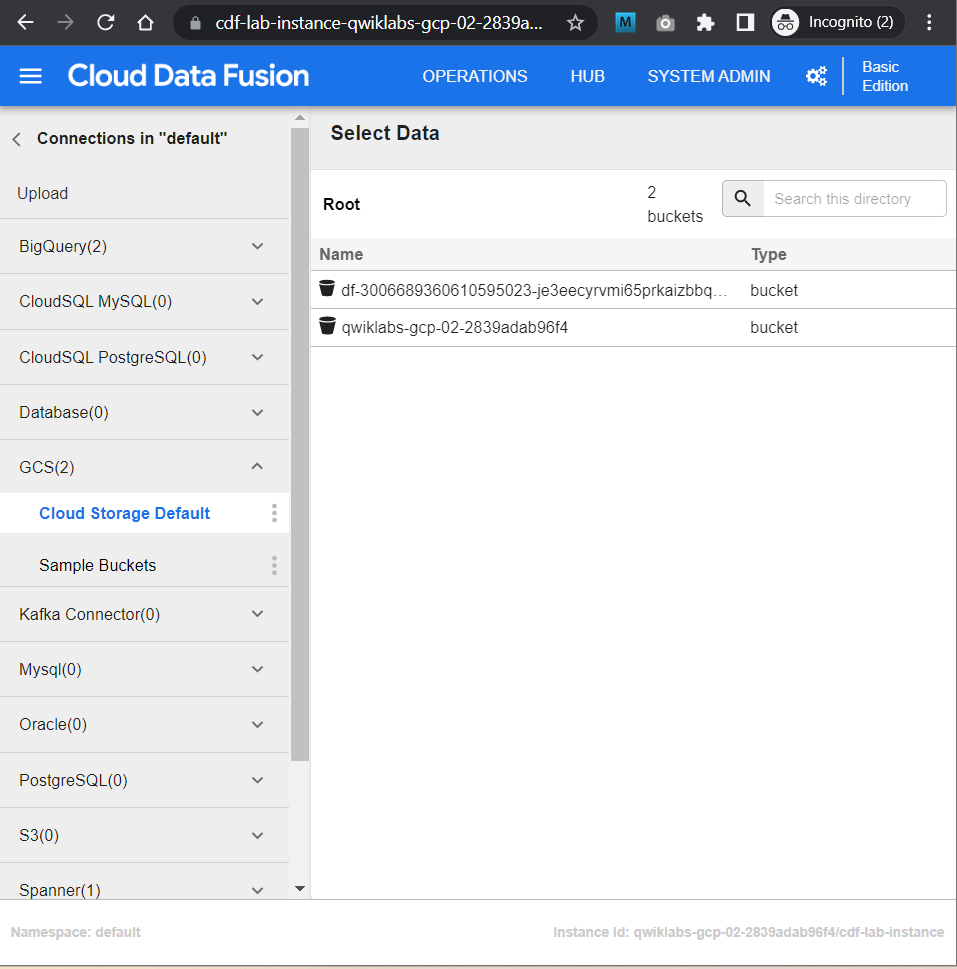 cdf-lab-instance-qwiklabs-gcp-02-2839a...
M
Incognito (2)
Cloud Data Fusion
OPERATIONS
HUB
SYSTEM ADMIN
Basic
Edition
Connections in "default"
Upload
BigQuery(2)
CloudSQL MySQL(0)
CloudSQL PostgreSQL(0)
Database(0)
GCS(2)
Cloud Storage Default
Sample Buckets
Kafka Connector(0)
Mysql(0)
Oracle(0)
PostgreSQL(0)
S3(0)
Spanner(1)
Select Data
Root
2
buckets
Search this directory
Name Type
df-3006689360610595023-je3eecyrvmi65prkaizbbq... bucket
qwiklabs-gcp-02-2839adab96f4 bucket
Namespace: default
Instance Id: qwiklabs-gcp-02-2839adab96f4/cdf-lab-instance